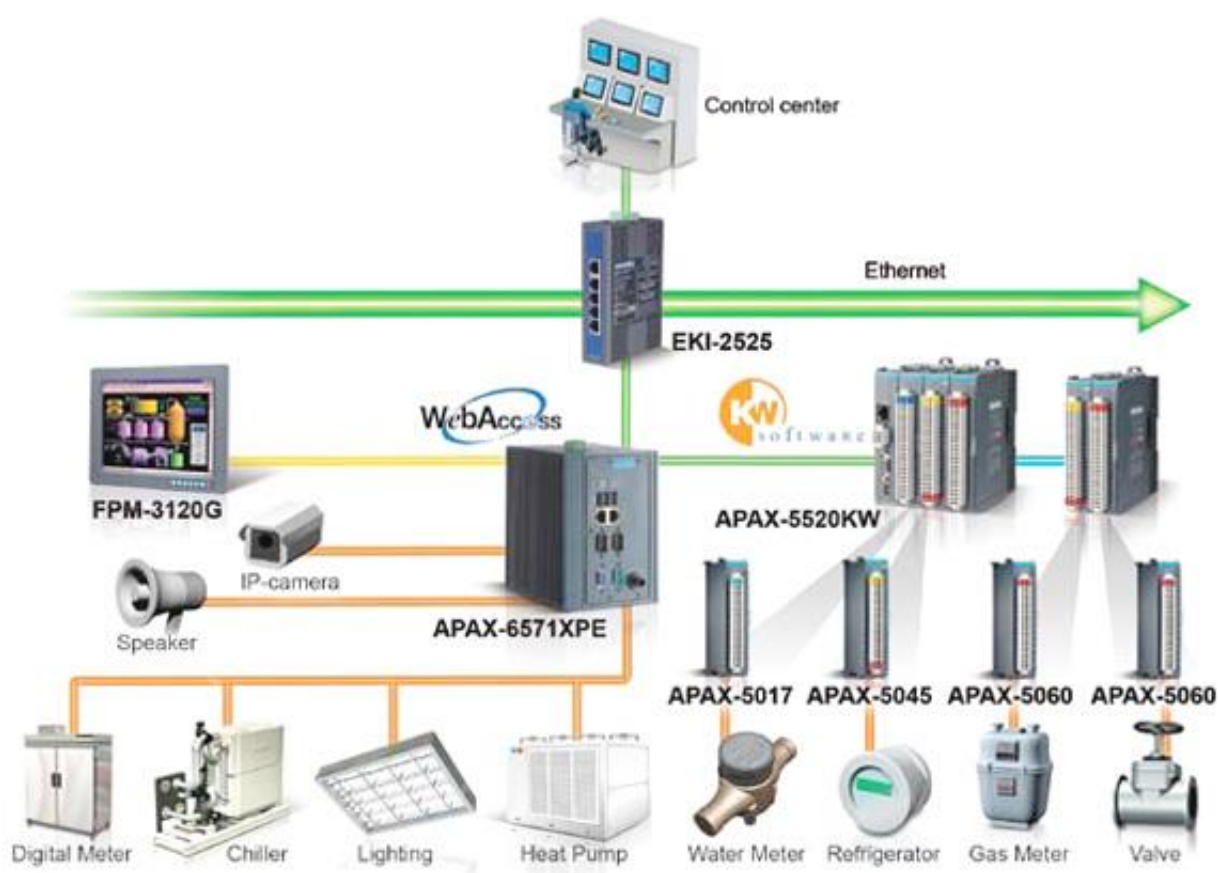 Control center
Ethernet
EKI-2525
WebAccess
KW
software
FPM-3120G
APAX-5520KW
IP-camera
Speaker
APAX-6571XPE
APAX-5017
APAX-5045
APAX-5060
APAX-5060
Digital Meter
Chiller
Lighting
Heat Pump
Water Meter
Refrigerator
Gas Meter
Valve